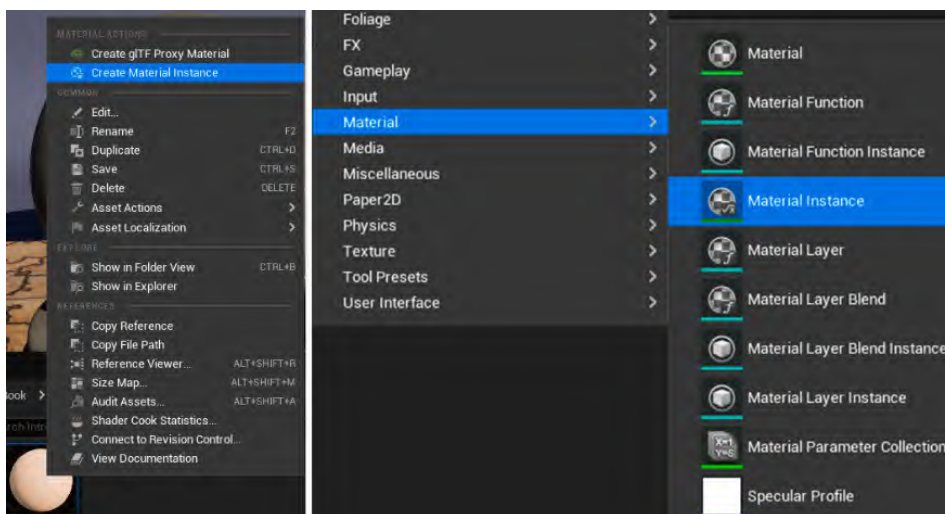 MATERIAL ACTIONS
Create glTF Proxy Material
Create Material Instance
COMMON
Edit...
Rename F2
Duplicate CTRL+D
Save CTRL+S
Delete DELETE
Asset Actions
Asset Localization
EXPLORE
Show in Folder View CTRL+B
Show in Explorer
REFERENCES
Copy Reference
Copy File Path
Reference Viewer... ALT+SHIFT+R
Size Map... ALT+SHIFT+M
Audit Assets... ALT+SHIFT+A
Shader Cook Statistics...
Connect to Revision Control...
View Documentation
Foliage
FX
Gameplay
Input
Material
Media
Miscellaneous
Paper2D
Physics
Texture
Tool Presets
User Interface
Material
Material Function
Material Function Instance
Material Instance
Material Layer
Material Layer Blend
Material Layer Blend Instance
Material Layer Instance
Material Parameter Collection
Specular Profile